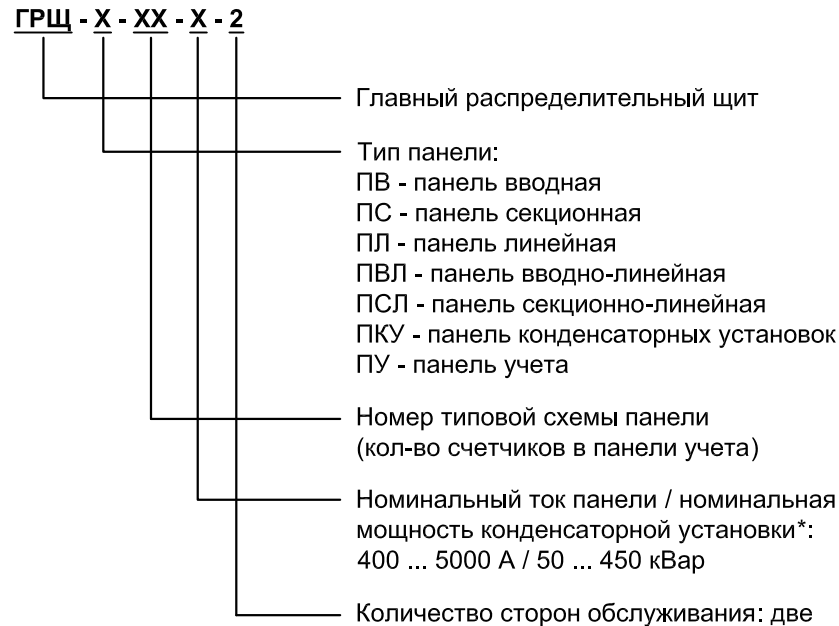 ГРЩ - X - XX - X - 2
Главный распределительный щит
Тип панели:
ПВ - панель вводная
ПС - панель секционная
ПЛ - панель линейная
ПВЛ - панель вводно-линейная
ПСЛ - панель секционно-линейная
ПКУ - панель конденсаторных установок
ПУ - панель учета
Номер типовой схемы панели
(кол-во счетчиков в панели учета)
Номинальный ток панели / номинальная
мощность конденсаторной установки*:
400 ... 5000 А / 50 ... 450 кВар
Количество сторон обслуживания: две